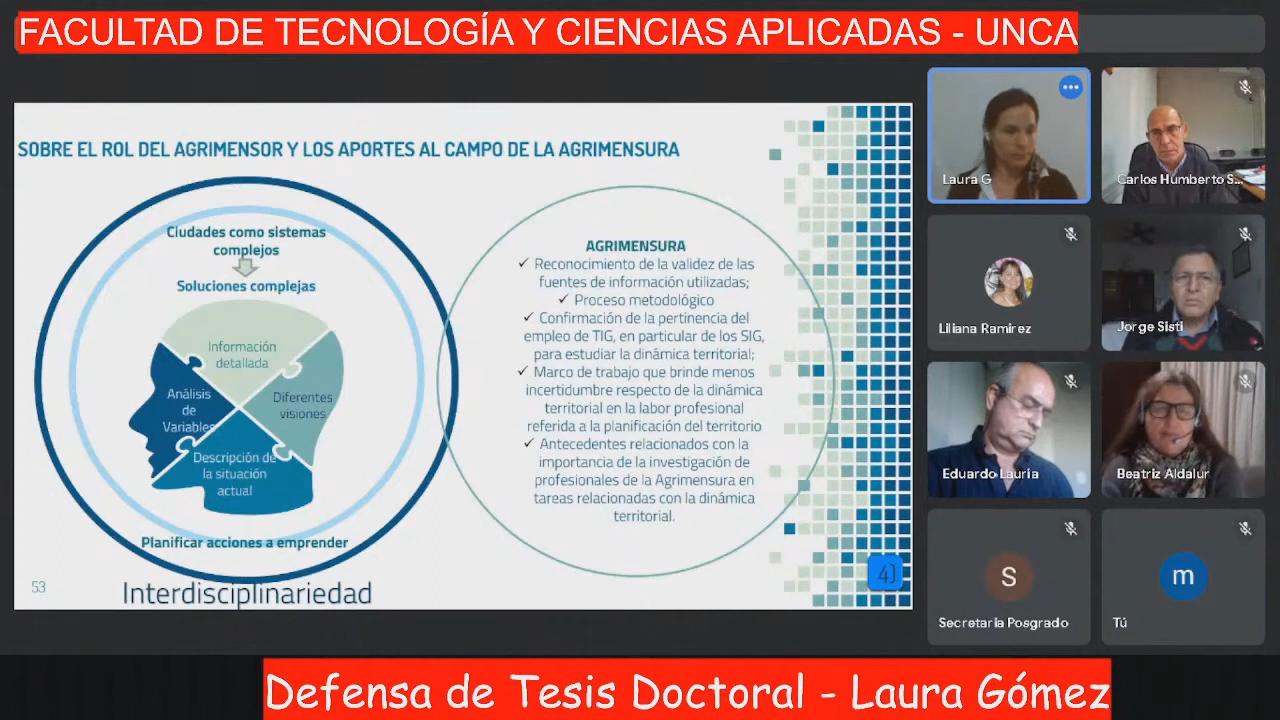 FACULTAD DE TECNOLOGÍA Y CIENCIAS APLICADAS - UNCA
SOBRE EL ROL DEL AGRIMENSOR Y LOS APORTES AL CAMPO DE LA AGRIMENSURA
Ciudades como sistemas
complejos
Soluciones complejas
Información
detallada
Análisis
de
Variables
Diferentes
visiones
Descripción de
la situación
actual
Planificar acciones a emprender
Interdisciplinariedad
53
AGRIMENSURA
✓ Reconocimiento de la validez de las
fuentes de información utilizadas;
✓ Proceso metodológico
✓ Confirmación de la pertinencia del
empleo de TIG, en particular de los SIG,
para estudiar la dinámica territorial;
✓ Marco de trabajo que brinde menos
incertidumbre respecto de la dinámica
territorial en la labor profesional
referida a la planificación del territorio
✓ Antecedentes relacionados con la
importancia de la investigación de
profesionales de la Agrimensura en
tareas relacionadas con la dinámica
territorial.
4)
Laura G
Carlos Humberto S...
Liliana Ramirez
Jorge Sisti
Eduardo Lauria
Beatriz Aldalur
S
Secretaria Posgrado
m
Tú
Defensa de Tesis Doctoral - Laura Gómez